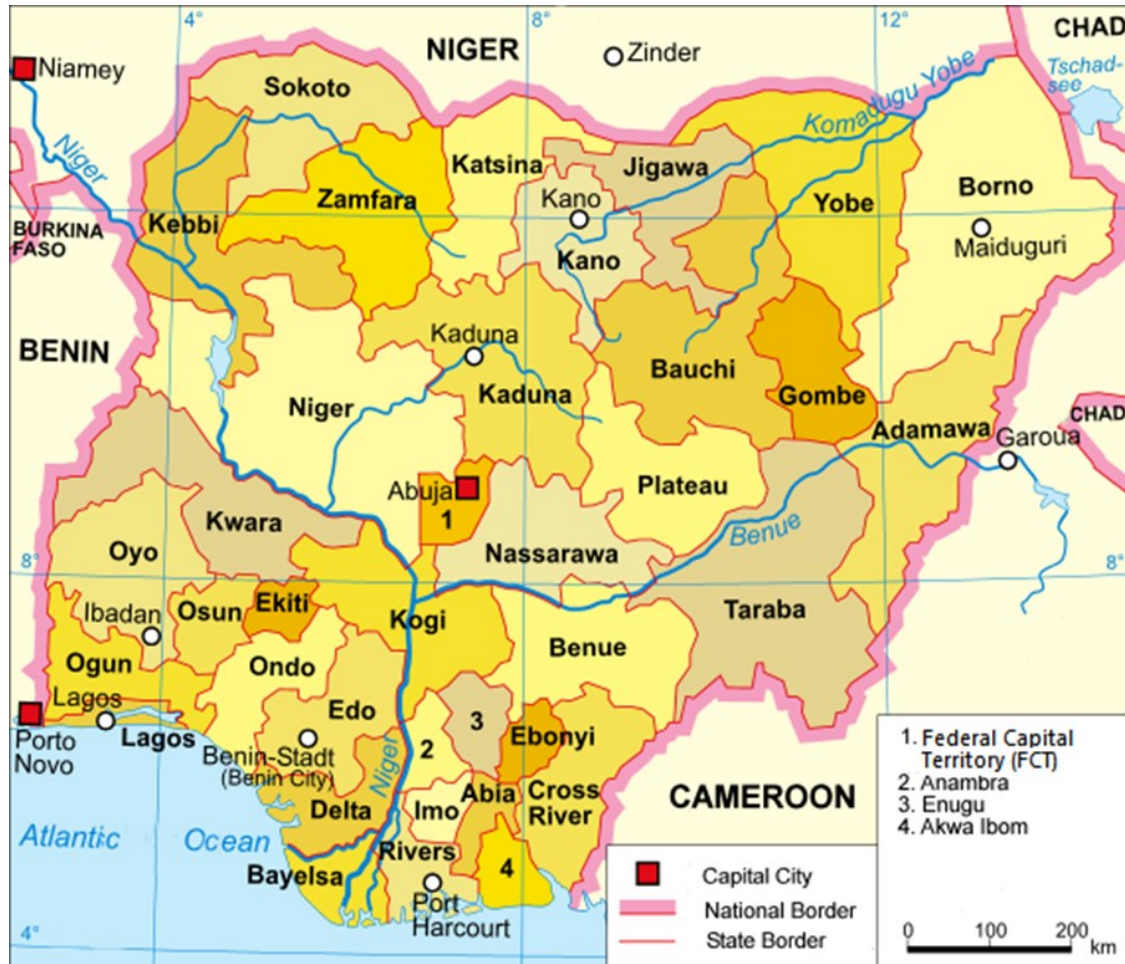 4°
8°
12°
CHAD
NIGER
Zinder
Niamey
Tschad-
see
Sokoto
Komadugu Yobe
Niger
Katsina
Jigawa
Zamfara
Kano
Yobe
Borno
Kebbi
BURKINA
FASO
Maiduguri
Kano
BENIN
Kaduna
Bauchi
Niger
Kaduna
Gombe
CHAD
Adamawa
Garoua
Abuja
Plateau
1
Kwara
Benue
Oyo
Nassarawa
8°
8°
Ibadan
Osun
Ekiti
Kogi
Taraba
Benue
Ogun
Ondo
Lagos
Edo
3
Porto
Novo
Lagos
2
Ebonyi
Benin-Stadt
(Benin City)
Niger
Abia
Cross
River
CAMEROON
Delta
Imo
Atlantic Ocean
Rivers
Bayelsa
4
Port
Harcourt
4°
1. Federal Capital
Territory (FCT)
2. Anambra
3. Enugu
4. Akwa Ibom
Capital City
National Border
State Border
0 100 200
km